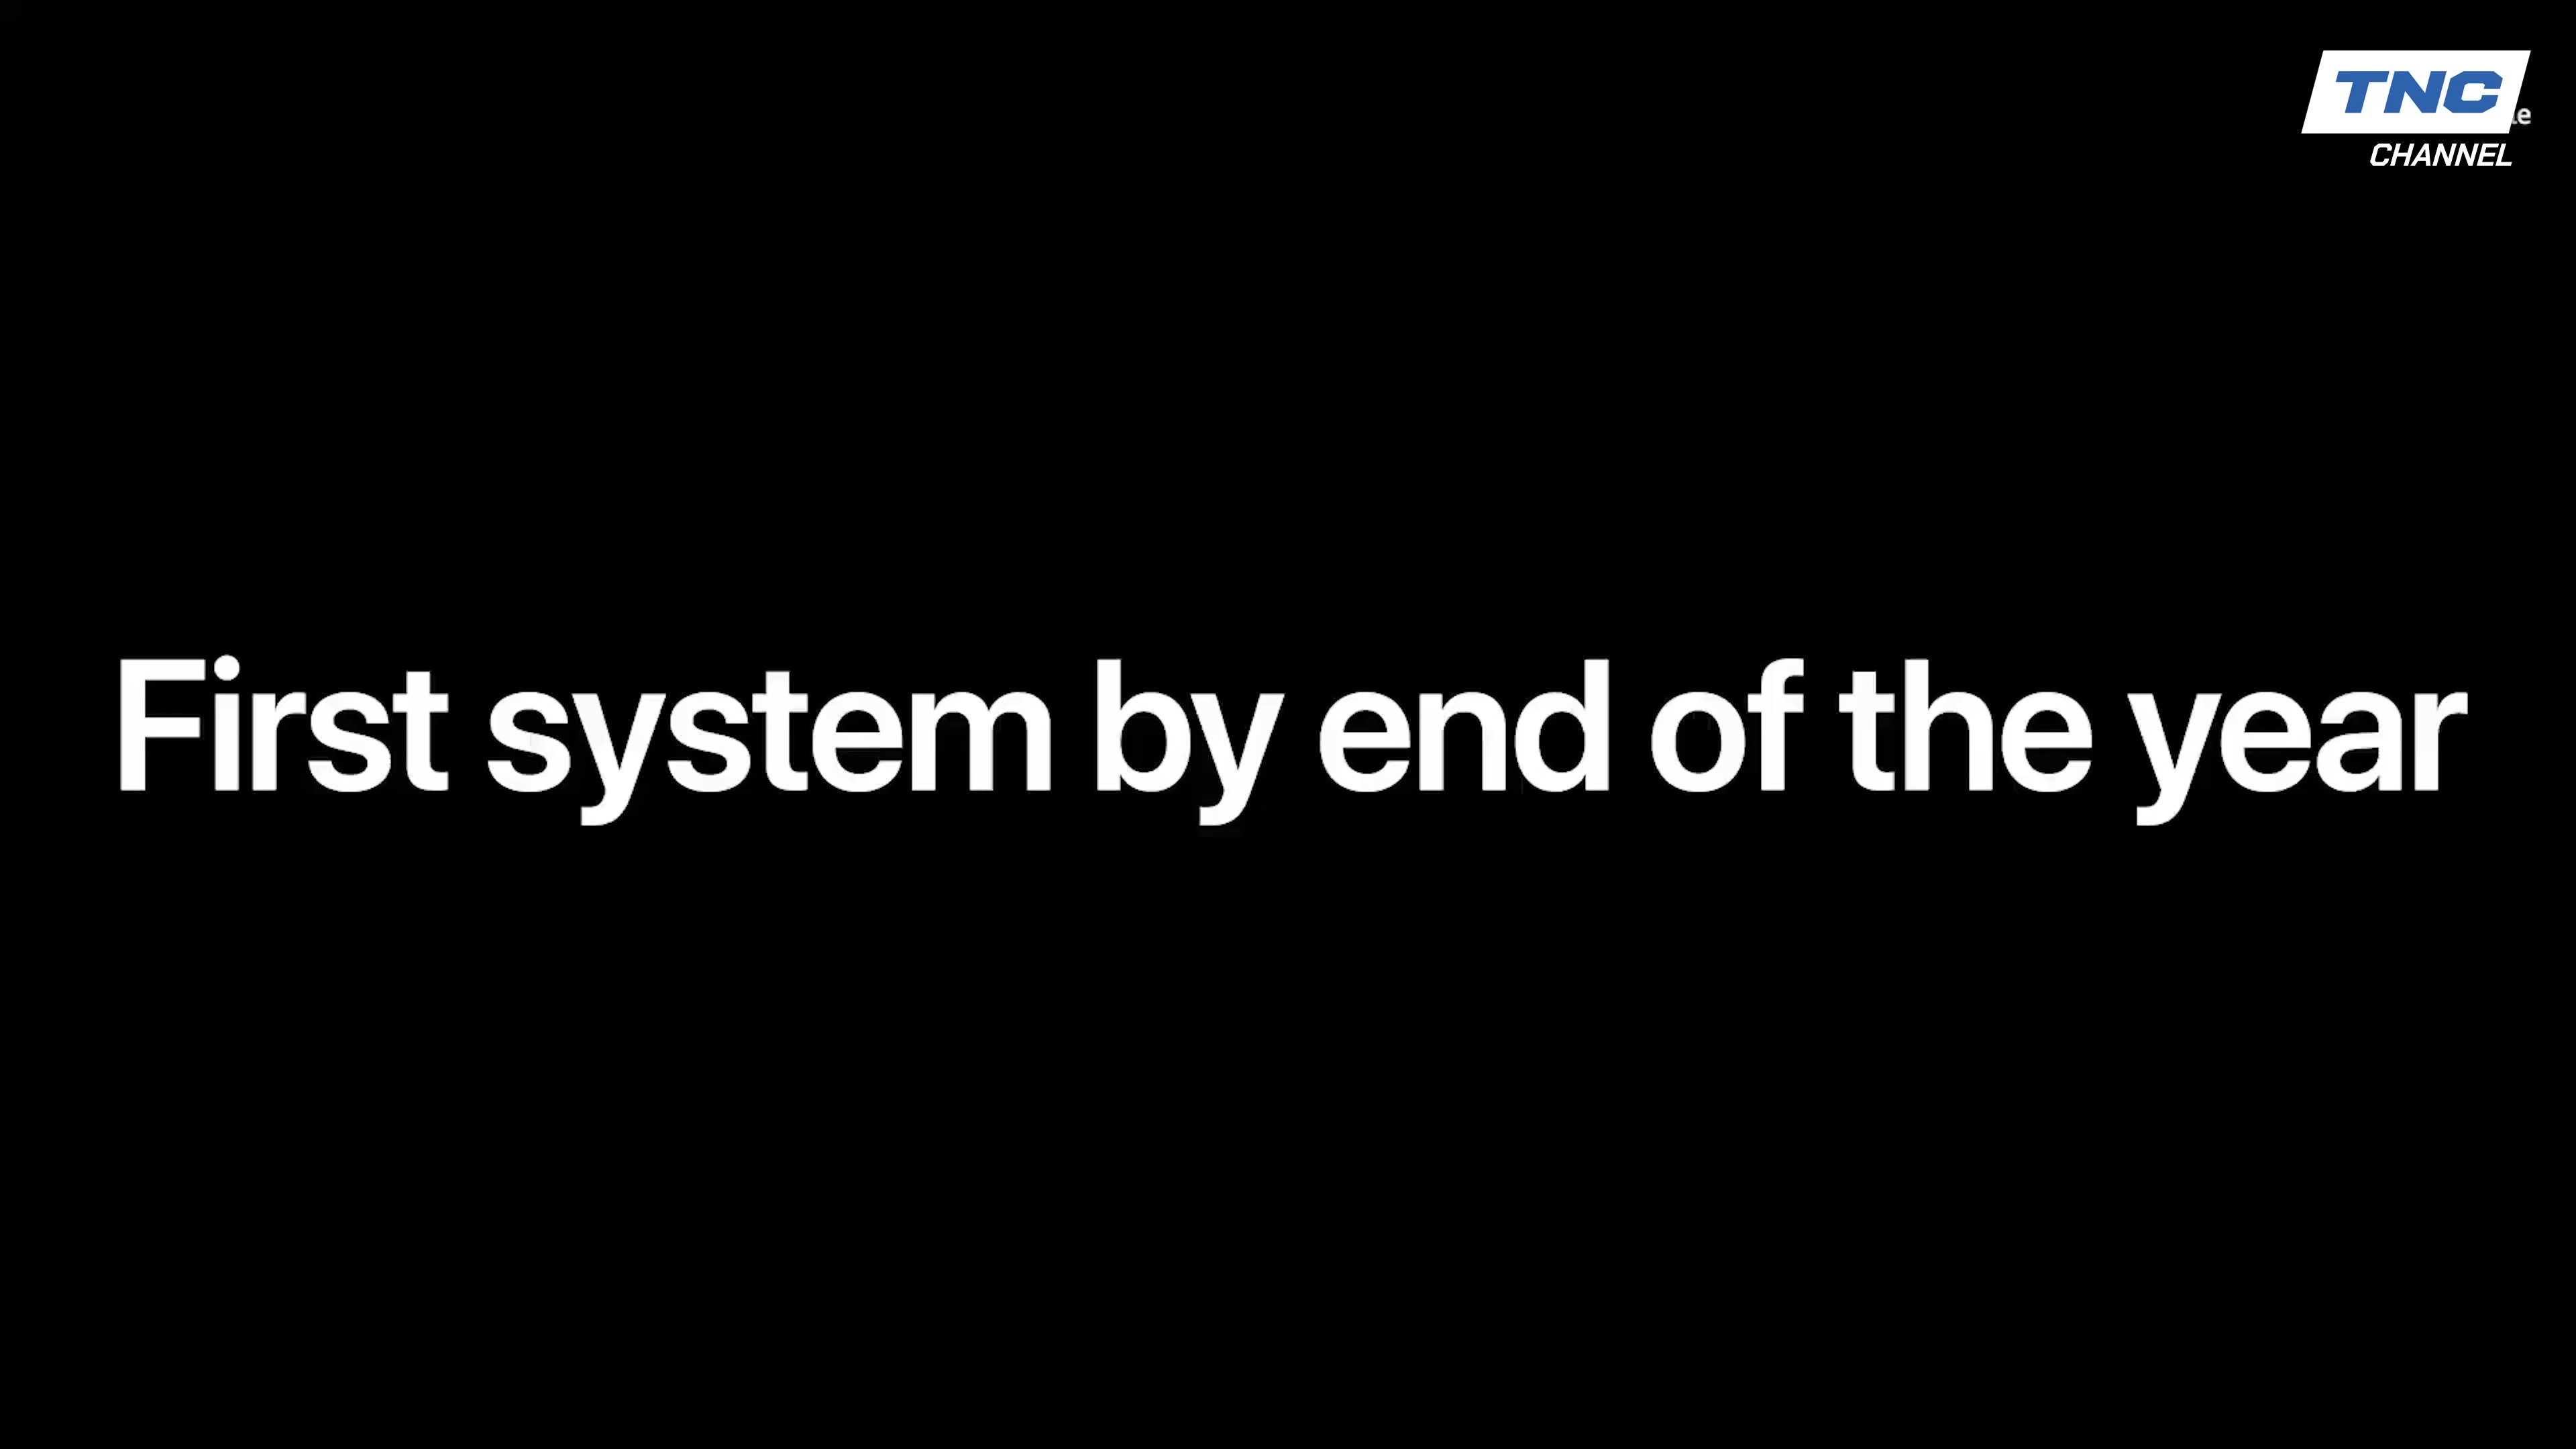 TNC
CHANNEL
First system by end of the year